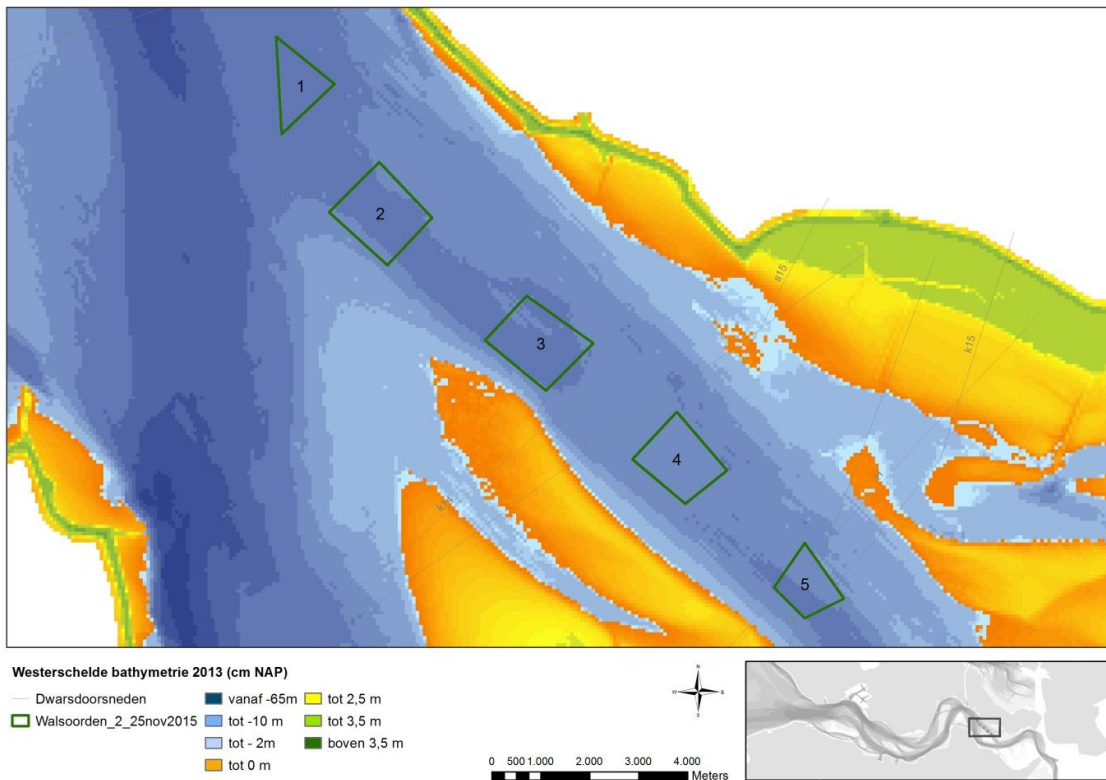 1
2
3
4
5
s15
k15
Westerschelde bathymetrie 2013 (cm NAP)
Dwarsdoorsneden
Walsoorden_2_25nov2015
vanaf -65m
tot -10 m
tot - 2m
tot 0 m
tot 2,5 m
tot 3,5 m
boven 3,5 m
N
W
E
S
0 500 1.000 2.000 3.000 4.000
Meters